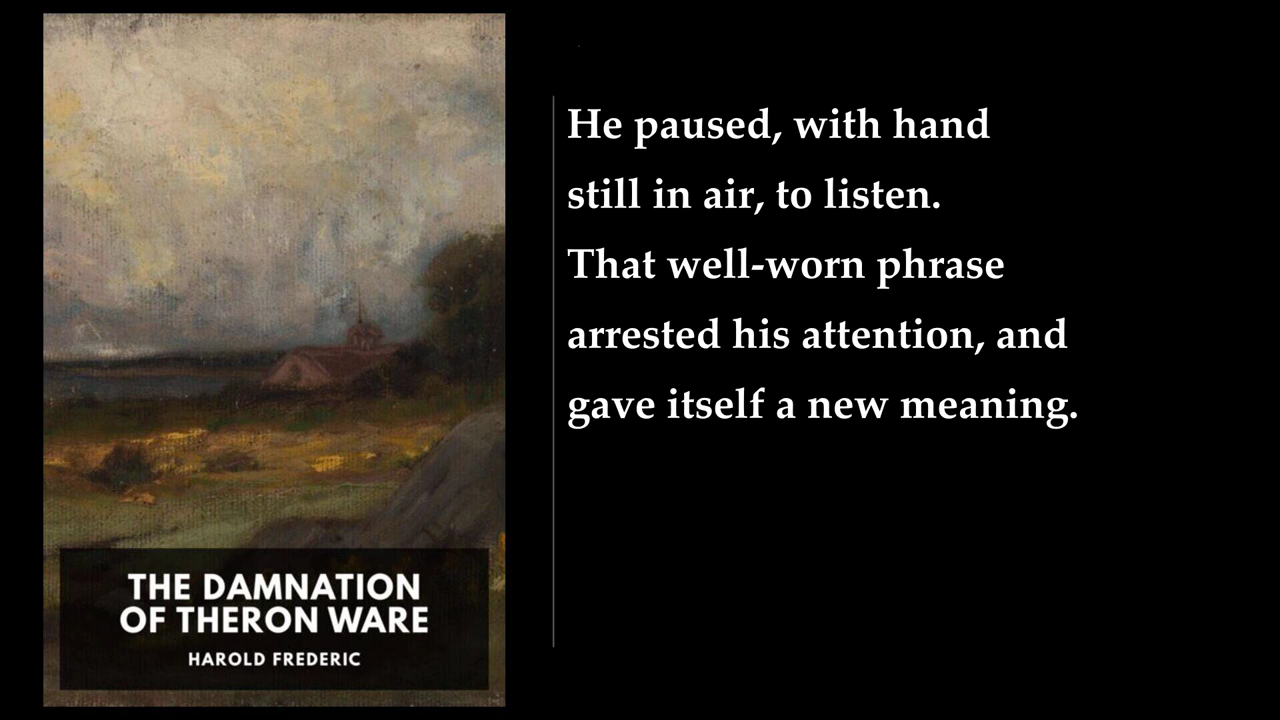 He paused, with hand
still in air, to listen.
That well-worn phrase
arrested his attention, and
gave itself a new meaning.
THE DAMNATION
OF THERON WARE
HAROLD FREDERIC